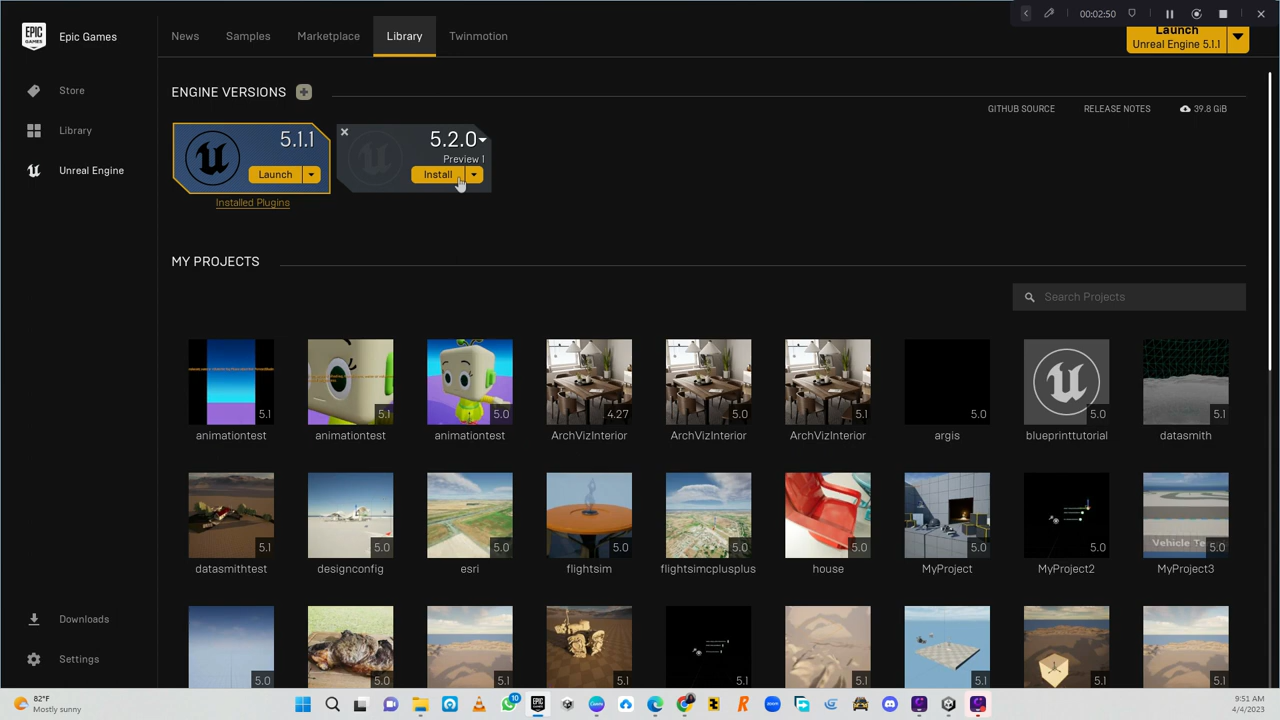 00:02:50
EPIC GAMES
Epic Games
News
Samples
Marketplace
Library
Twinmotion
Launch
Unreal Engine 5.1.1
Store
Library
Unreal Engine
ENGINE VERSIONS
GITHUB SOURCE
RELEASE NOTES
39.8 GiB
5.1.1
Launch
Installed Plugins
5.2.0
Preview 1
Install
MY PROJECTS
Search Projects
5.1
5.1
5.0
4.27
5.0
5.1
5.0
5.0
5.1
animationtest
animationtest
animationtest
ArchVizInterior
ArchVizInterior
ArchVizInterior
argis
blueprinttutorial
datasmith
5.1
5.0
5.0
5.0
5.0
5.0
5.0
5.0
Vehicle Te
5.0
datasmithtest
designconfig
esri
flightsim
flightsimcplusplus
house
MyProject
MyProject2
MyProject3
5.0
5.0
5.0
5.1
5.1
5.0
5.1
5.0
5.1
Downloads
Settings
82°F
Mostly sunny
10
EPIC
zoom
9:51 AM
4/4/2023